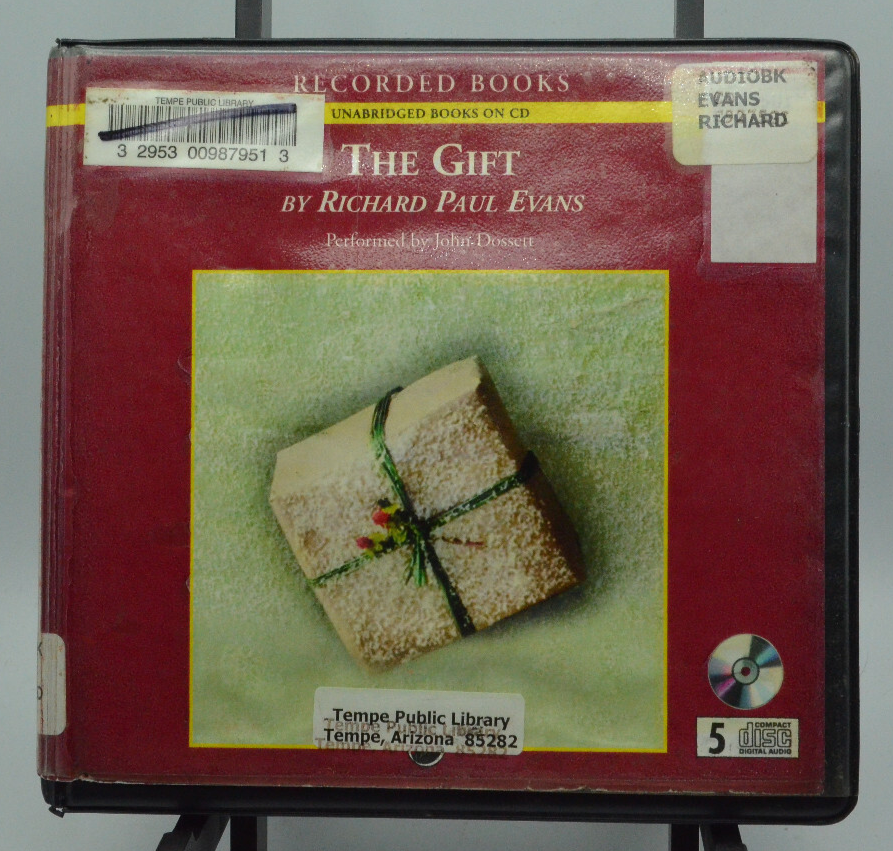 RECORDED BOOKS
TEMPE PUBLIC LIBRARY
3 2953 00987951 3
UNABRIDGED BOOKS ON CD
AUDIOBK
EVANS
RICHARD
THE GIFT
BY RICHARD PAUL EVANS
Performed by John Dossett
Tempe Public Library
Tempe, Arizona 85282
5
COMPACT
disc
DIGITAL AUDIO